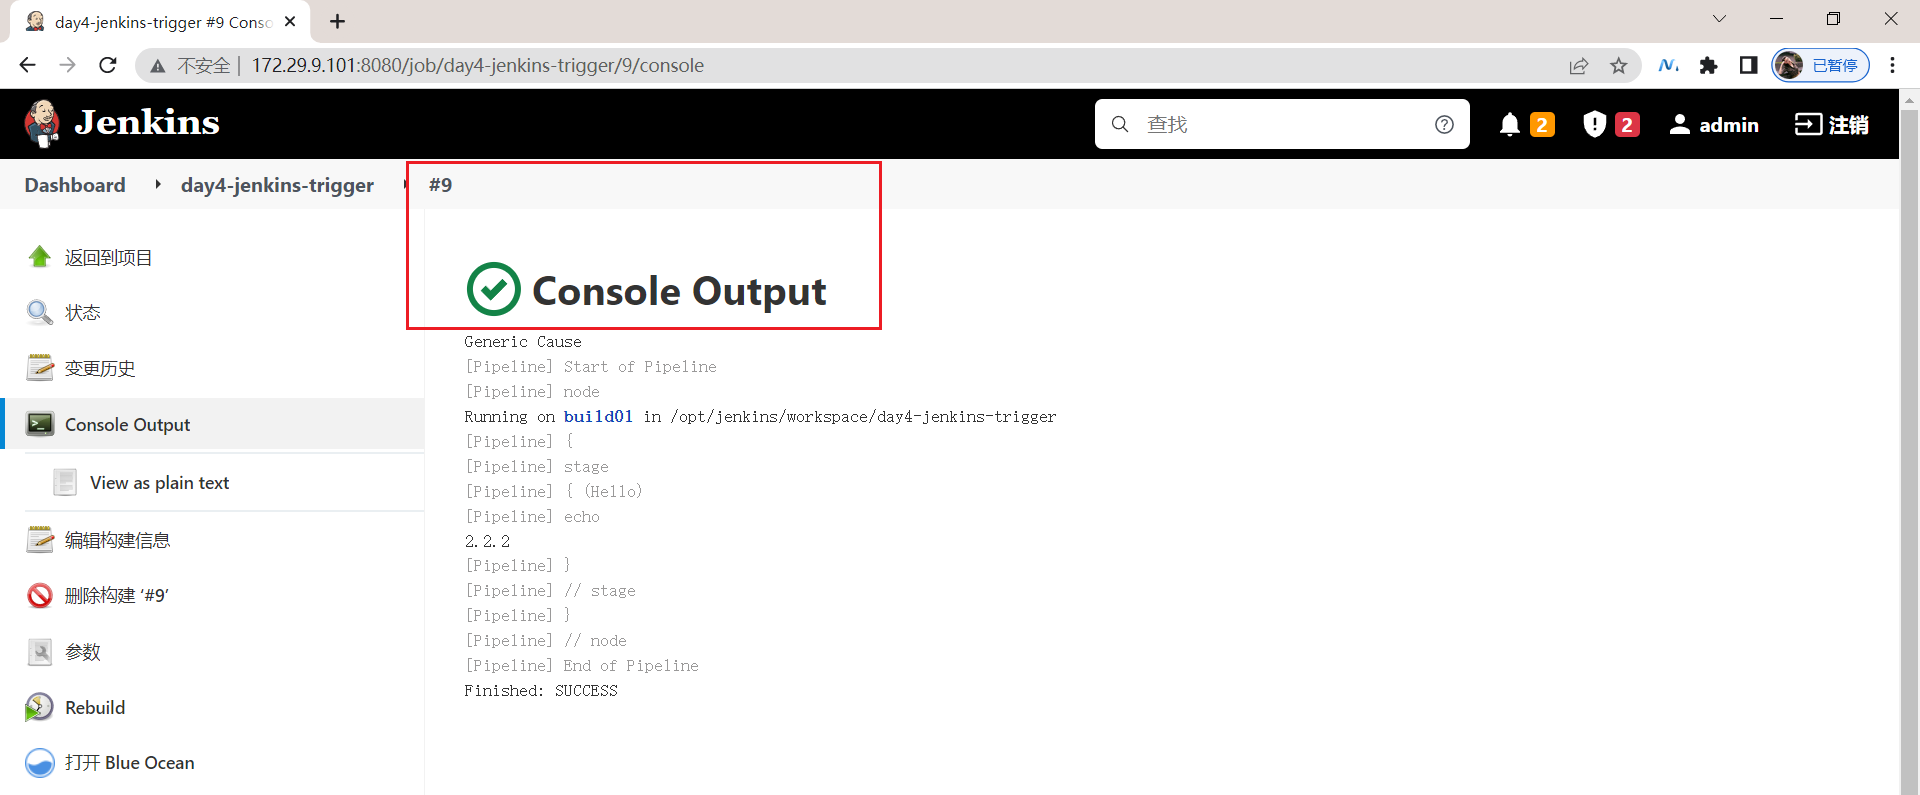 day4-jenkins-trigger #9 Conso
不安全 | 172.29.9.101:8080/job/day4-jenkins-trigger/9/console
已暂停
Jenkins
查找
2
2
admin
注销
Dashboard
day4-jenkins-trigger
#9
返回到项目
状态
变更历史
Console Output
View as plain text
编辑构建信息
删除构建 ‘#9’
参数
Rebuild
打开 Blue Ocean
Console Output
Generic Cause
[Pipeline] Start of Pipeline
[Pipeline] node
Running on build01 in /opt/jenkins/workspace/day4-jenkins-trigger
[Pipeline] {
[Pipeline] stage
[Pipeline] { (Hello)
[Pipeline] echo
2.2.2
[Pipeline] }
[Pipeline] // stage
[Pipeline] }
[Pipeline] // node
[Pipeline] End of Pipeline
Finished: SUCCESS